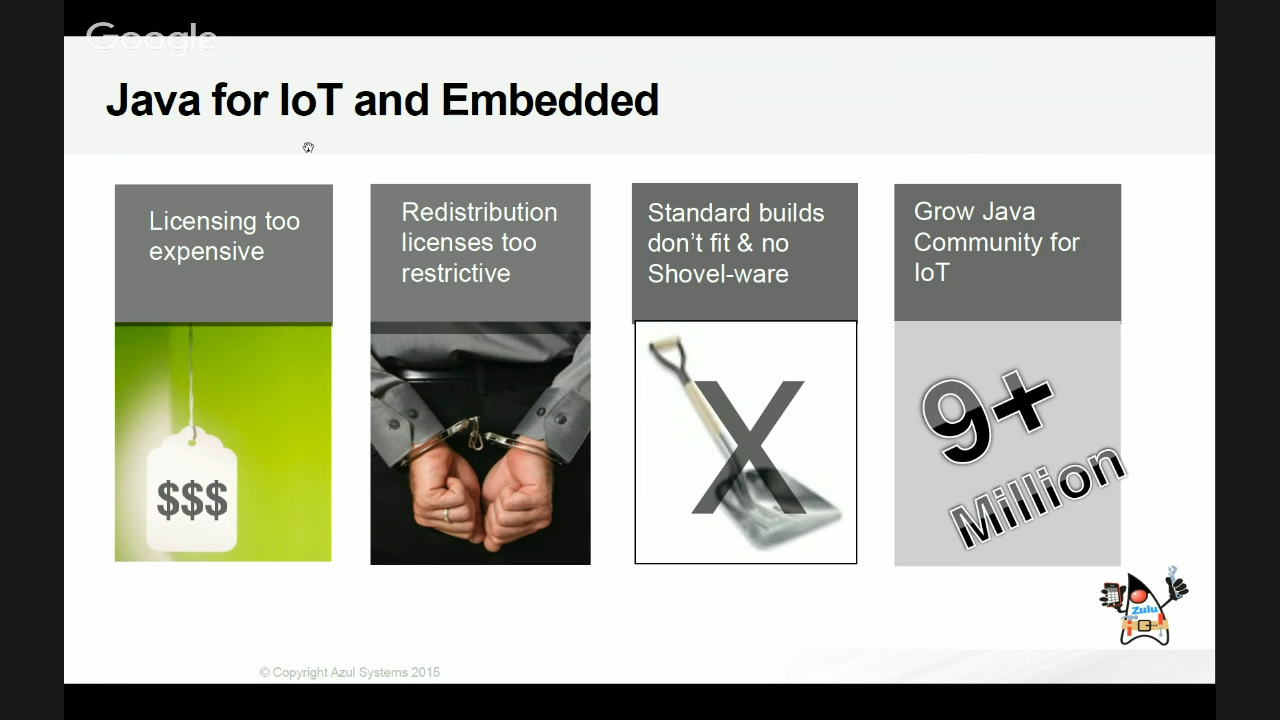 Google
Java for IoT and Embedded
Licensing too
expensive
Redistribution
licenses too
restrictive
Standard builds
don’t fit & no
Shovel-ware
Grow Java
Community for
IoT
$$$
X
9+
Million
Zulu
© Copyright Azul Systems 2015